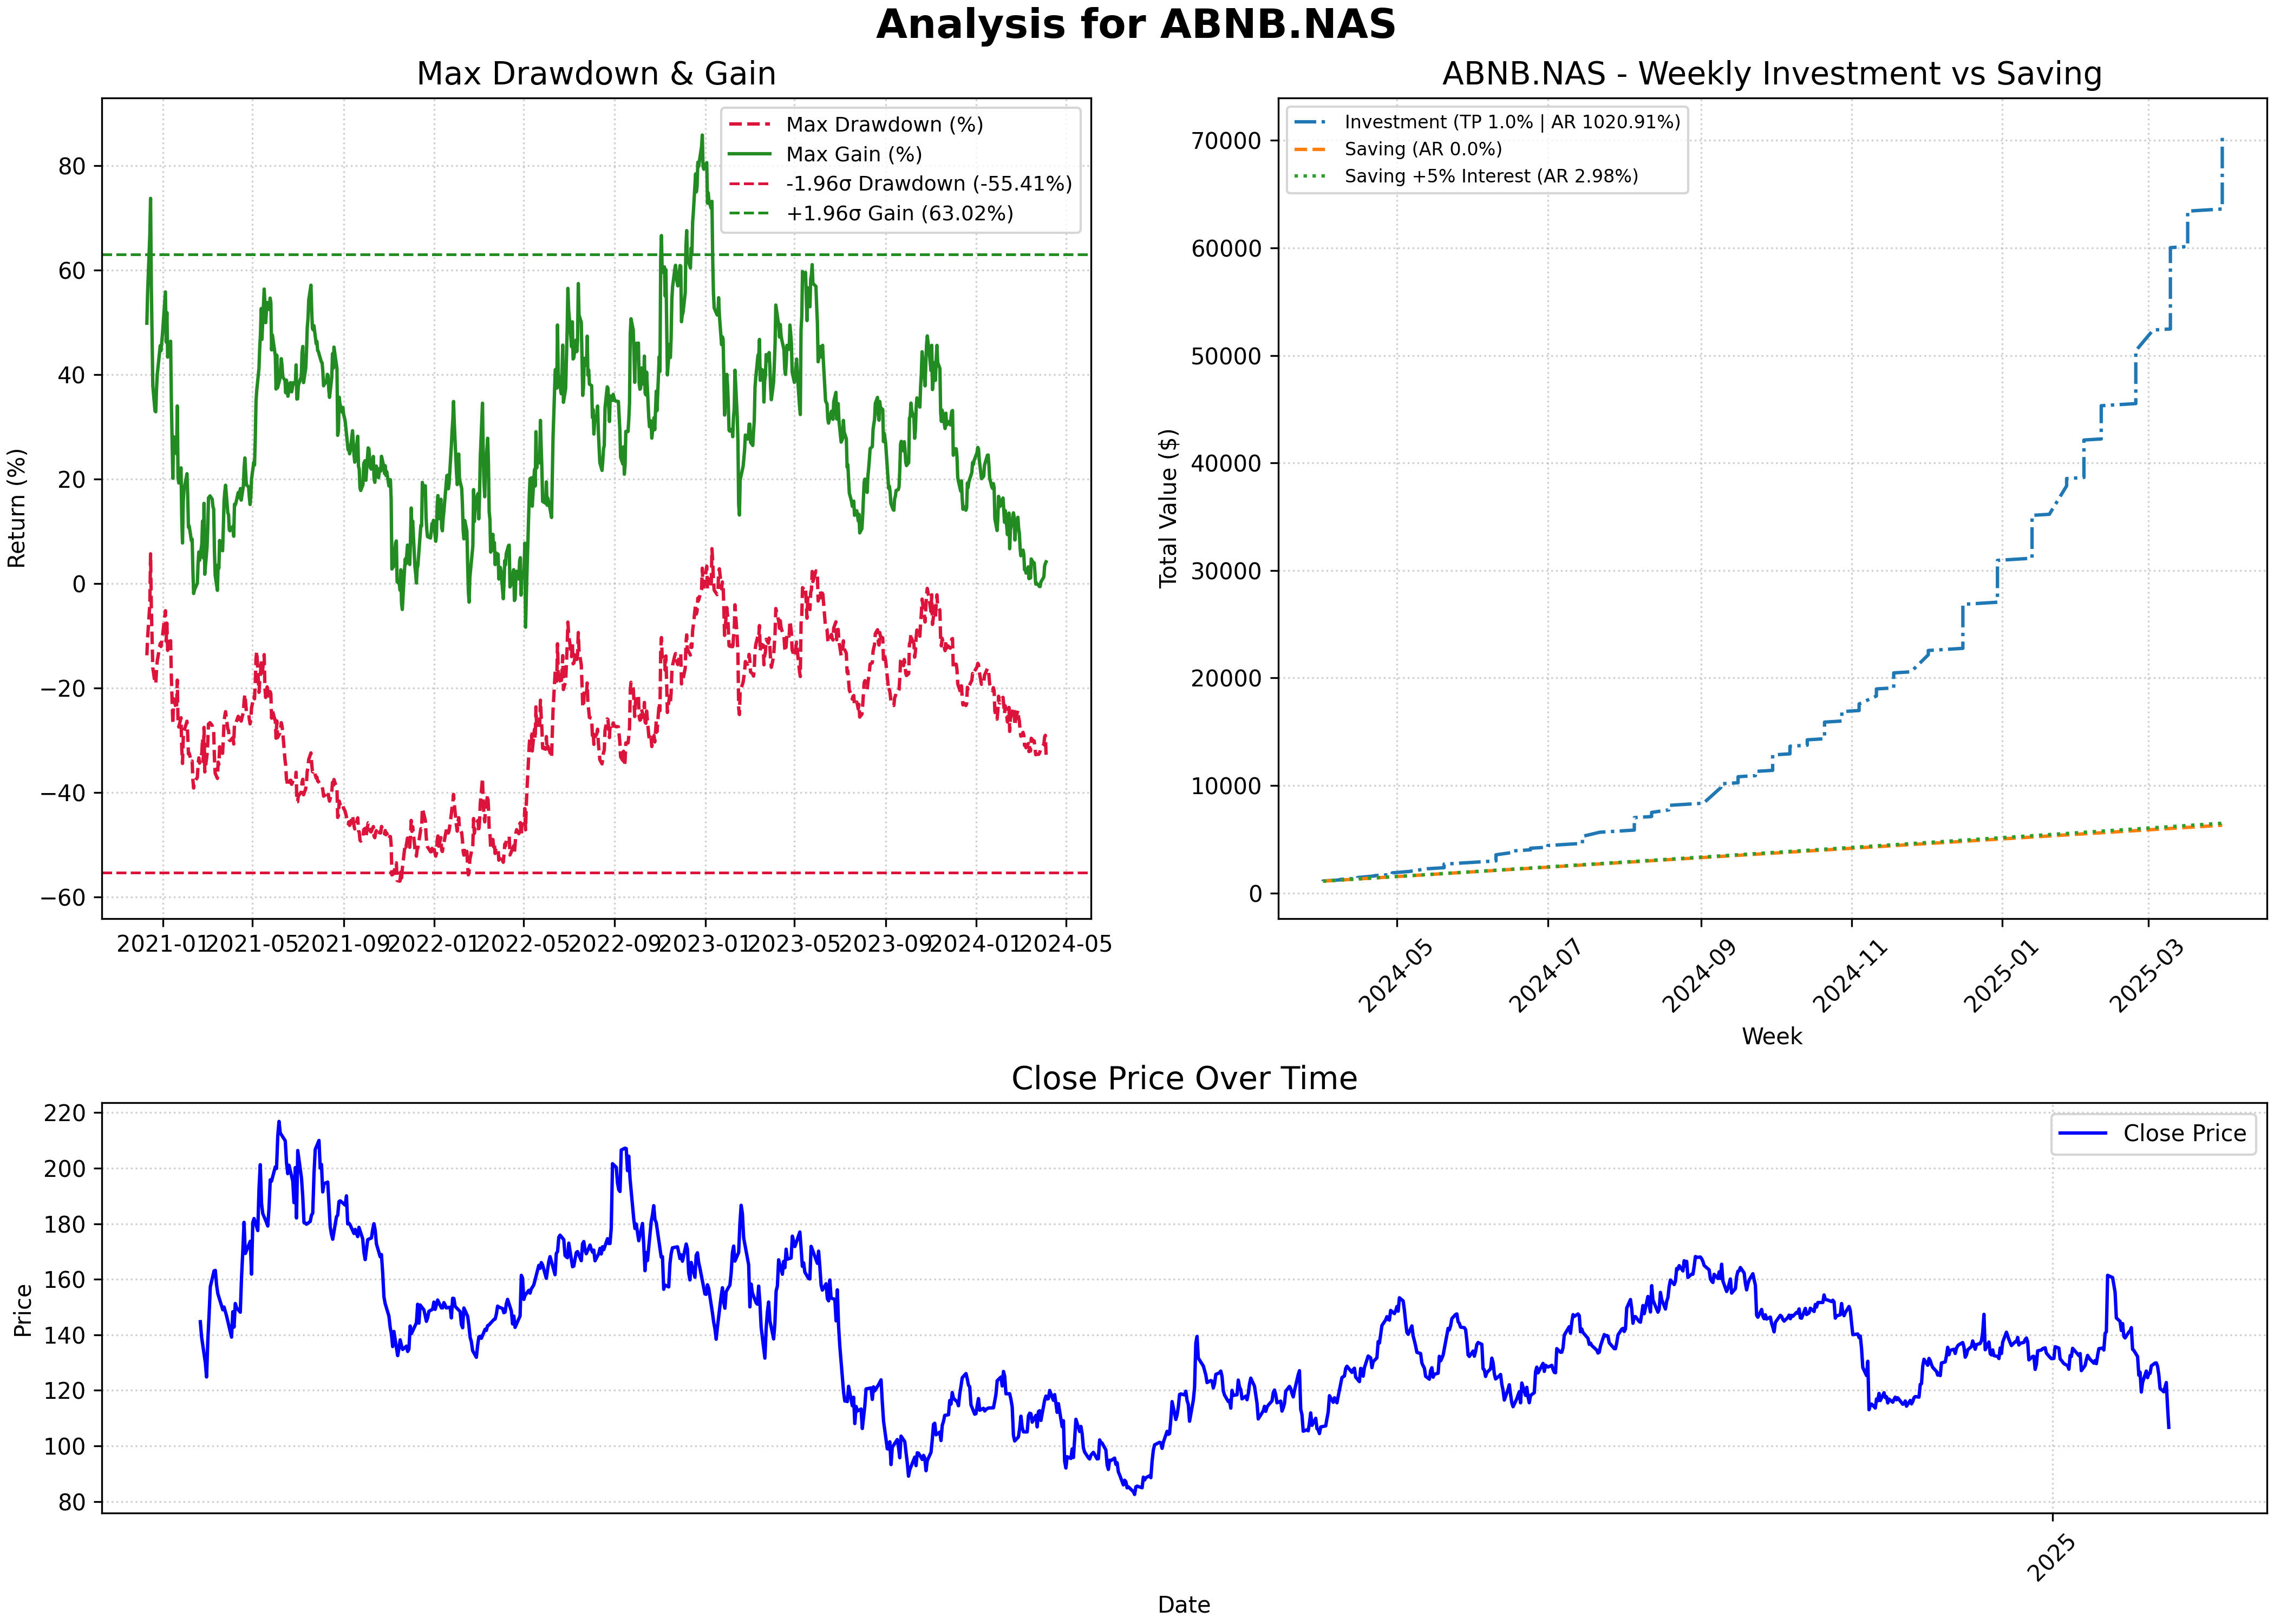 Analysis for ABNB.NAS
Max Drawdown & Gain
Max Drawdown (%)
Max Gain (%)
-1.96σ Drawdown (-55.41%)
+1.96σ Gain (63.02%)
Return (%)
80
60
40
20
0
−20
−40
−60
2021-01
2021-05
2021-09
2022-01
2022-05
2022-09
2023-01
2023-05
2023-09
2024-01
2024-05
ABNB.NAS - Weekly Investment vs Saving
Investment (TP 1.0% | AR 1020.91%)
Saving (AR 0.0%)
Saving +5% Interest (AR 2.98%)
Total Value ($)
70000
60000
50000
40000
30000
20000
10000
0
2024-05
2024-07
2024-09
2024-11
2025-01
2025-03
Week
Close Price Over Time
Close Price
Price
220
200
180
160
140
120
100
80
2025
Date